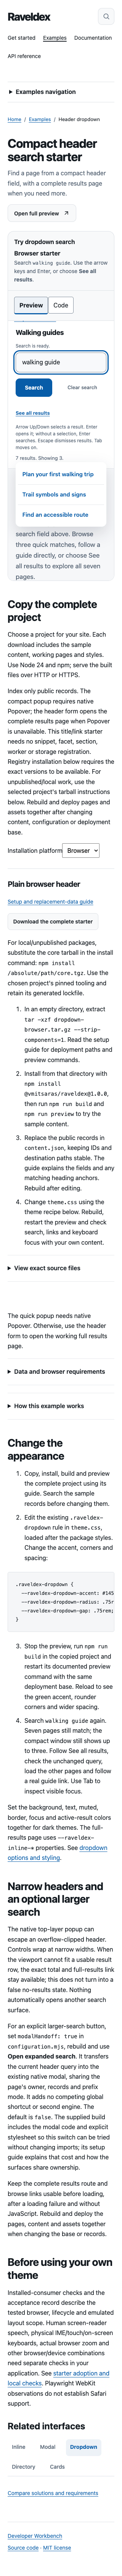 Raveldex
Get started Examples Documentation
API reference
▶ Examples navigation
Home / Examples / Header dropdown
Compact header
search starter
Find a page from a compact header
field, with a complete results page
when you need more.
Open full preview ↗
Try dropdown search
Browser starter
Search walking guide. Use the arrow
keys and Enter, or choose See all
results.
Preview Code
Walking guides
Search is ready.
walking guide
Search Clear search
See all results
Arrow Up/Down selects a result. Enter
opens it; without a selection, Enter
searches. Escape dismisses results. Tab
moves on.
7 results. Showing 3.
Plan your first walking trip
Trail symbols and signs
Find an accessible route
search field above. Browse
three quick matches, follow a
guide directly, or choose See
all results to explore all seven
pages.
Copy the complete
project
Choose a project for your site. Each
download includes the sample
content, working pages and styles.
Use Node 24 and npm; serve the built
files over HTTP or HTTPS.
Index only public records. The
compact popup requires native
Popover; the header form opens the
complete results page when Popover
is unavailable. This title/link starter
needs no snippet, facet, section,
worker or storage registration.
Registry installation below requires the
exact versions to be available. For
unpublished/local work, use the
selected project's tarball instructions
below. Rebuild and deploy pages and
assets together after changing
content, configuration or deployment
base.
Installation platform Browser
Plain browser header
Setup and replacement-data guide
Download the complete starter
For local/unpublished packages,
substitute the core tarball in the install
command: npm install
/absolute/path/core.tgz. Use the
chosen project's pinned tooling and
retain its generated lockfile.
1. In an empty directory, extract
tar -xzf dropdown-
browser.tar.gz --strip-
components=1. Read the setup
guide for deployment paths and
preview commands.
2. Install from that directory with
npm install
@vmitsaras/raveldex@1.0.0,
then run npm run build and
npm run preview to try the
sample content.
3. Replace the public records in
content.json, keeping IDs and
destination paths stable. The
guide explains the fields and any
matching heading anchors.
Rebuild after editing.
4. Change theme.css using the
theme recipe below. Rebuild,
restart the preview and check
search, links and keyboard
focus with your own content.
▶ View exact source files
The quick popup needs native
Popover. Otherwise, use the header
form to open the working full results
page.
▶ Data and browser requirements
▶ How this example works
Change the
appearance
1. Copy, install, build and preview
the complete project using its
guide. Search the sample
records before changing them.
2. Edit the existing .raveldex-
dropdown rule in theme.css,
loaded after the package styles.
Change the accent, corners and
spacing:
.raveldex-dropdown {
--raveldex-dropdown-accent: #145
--raveldex-dropdown-radius: .75r
--raveldex-dropdown-gap: .75rem;
}
3. Stop the preview, run npm run
build in the copied project and
restart its documented preview
command with the same
deployment base. Reload to see
the green accent, rounder
corners and wider spacing.
4. Search walking guide again.
Seven pages still match; the
compact window still shows up
to three. Follow See all results,
check the se are unchanged,
load the other pages and follow
a real guide link. Use Tab to
inspect visible focus.
Set the background, text, muted,
border, focus and active-result colors
together for dark themes. The full-
results page uses --raveldex-
inline-* properties. See dropdown
options and styling.
Narrow headers and
an optional larger
search
The native top-layer popup can
escape an overflow-clipped header.
Controls wrap at narrow widths. When
the viewport cannot fit a usable result
row, the exact total and full-results link
stay available; this does not turn into a
false no-results state. Nothing
automatically opens another search
surface.
For an explicit larger-search button,
set modalHandoff: true in
configuration.mjs, rebuild and use
Open expanded search. It transfers
the current header query into the
existing native modal, sharing the
page's owner, records and prefix
mode. It adds no competing global
shortcut or second engine. The
default is false. The supplied build
includes the required modal and basic
stylesheet so this switch can be tried
without changing imports; its setup
guide explains that cost and how the
surfaces share ownership.
Keep the complete results route and
browse links usable before loading,
after a loading failure and without
JavaScript. Rebuild and deploy the
page, content and assets together
when changing the base or records.
Before using your own
theme
Installed-consumer checks and the
acceptance record describe the
tested browser, lifecycle and emulated
layout scope. Human screen-reader
speech, physical IME/touch/on-screen
keyboards, actual browser zoom and
other browser/device combinations
need separate checks in your
application. See starter adoption and
local checks. Playwright WebKit
observations do not establish Safari
support.
Related interfaces
Inline Modal Dropdown
Directory Cards
Compare solutions and requirements
Developer Workbench
Source code · MIT license